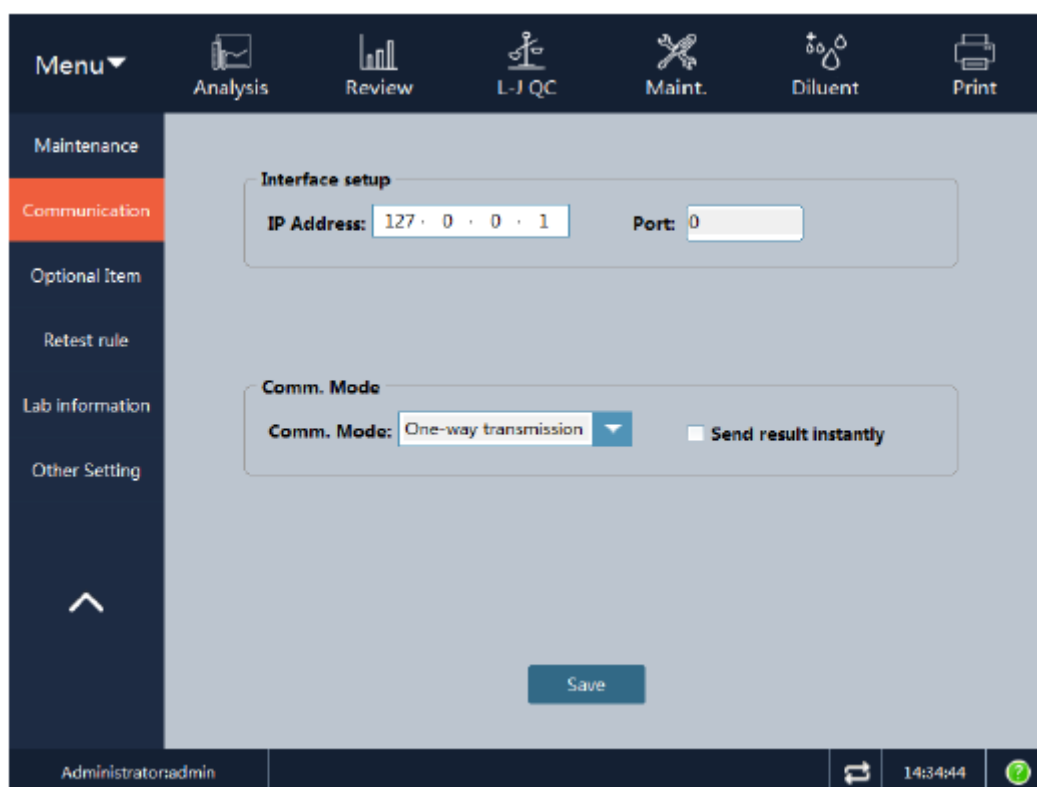 Menu
Analysis
Review
L-J QC
Maint.
Diluent
Print
Maintenance
Communication
Optional Item
Retest rule
Lab information
Other Setting
Interface setup
IP Address: 127 . 0 . 0 . 1 Port: 0
Comm. Mode
Comm. Mode: One-way transmission Send result instantly
Save
Administrator:admin
14:34:44
?